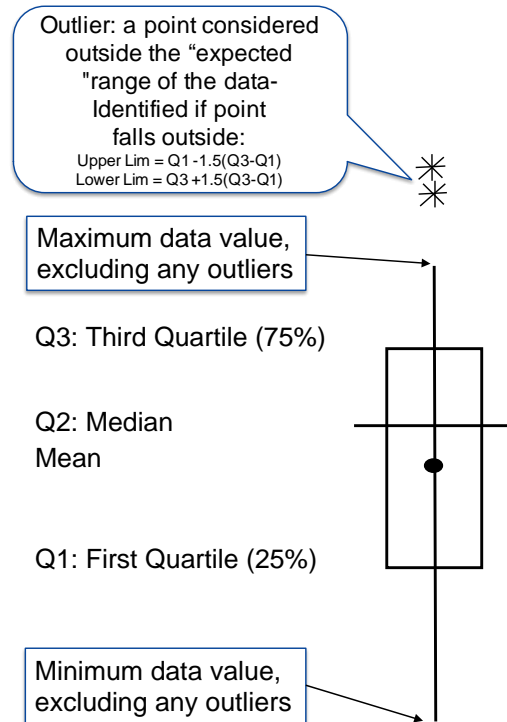 Outlier: a point considered
outside the “expected
"range of the data-
Identified if point
falls outside:
Upper Lim = Q1 -1.5(Q3-Q1)
Lower Lim = Q3 +1.5(Q3-Q1)
Maximum data value,
excluding any outliers
Q3: Third Quartile (75%)
Q2: Median
Mean
Q1: First Quartile (25%)
Minimum data value,
excluding any outliers